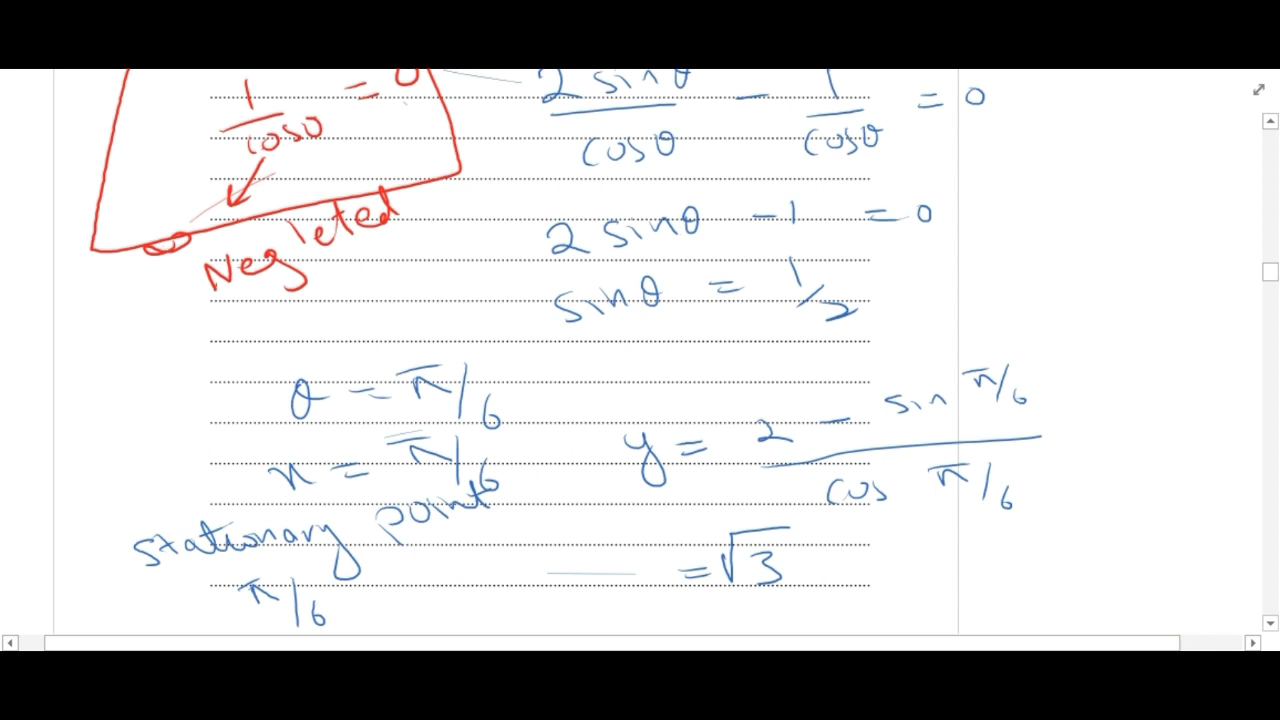 1/cosθ = 0
Negleted
2 sinθ/cosθ - 1/cosθ = 0
2 sinθ - 1 = 0
sinθ = 1/2
θ = π/6
x = π/6
y = 2 - sin π/6 / cos π/6
stationary point
π/6
= √3